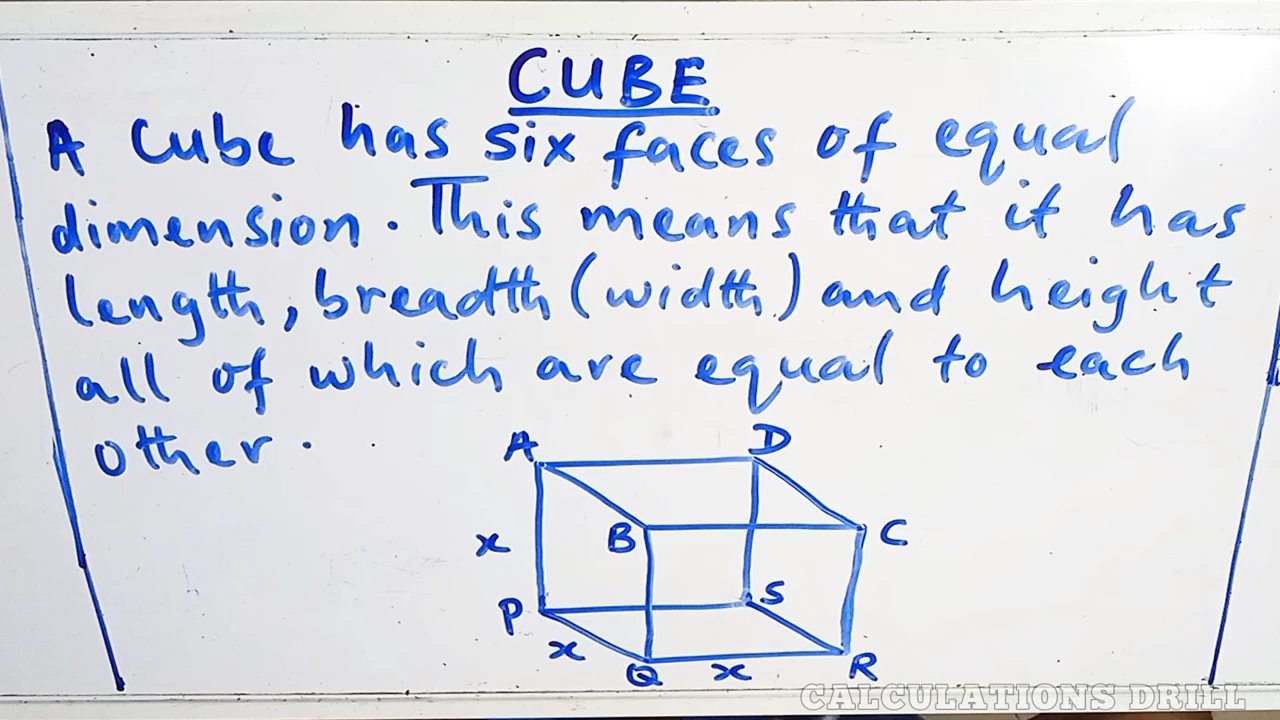 CUBE
A cube has six faces of equal
dimension. This means that it has
length, breadth (width) and height
all of which are equal to each
other.
A D
x B C
P S
x Q x R
CALCULATIONS DRILL